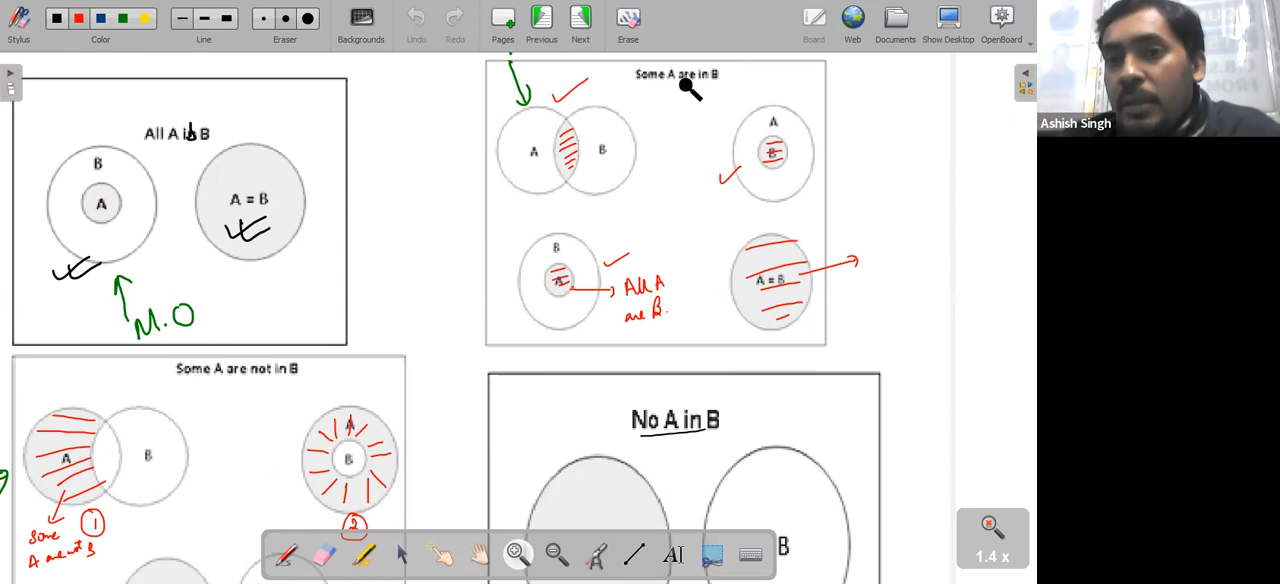 Stylus
Color
Line
Eraser
Backgrounds
Undo
Redo
Pages
Previous
Next
Erase
Board
Web
Documents
Show Desktop
OpenBoard
Ashish Singh
All A is B
B
A
A = B
M.O
Some A are in B
A
B
A
B
B
A
All A
are B.
A = B
Some A are not in B
A
B
A
B
Some
A are not B
1
2
No A in B
B
A
1.4 x